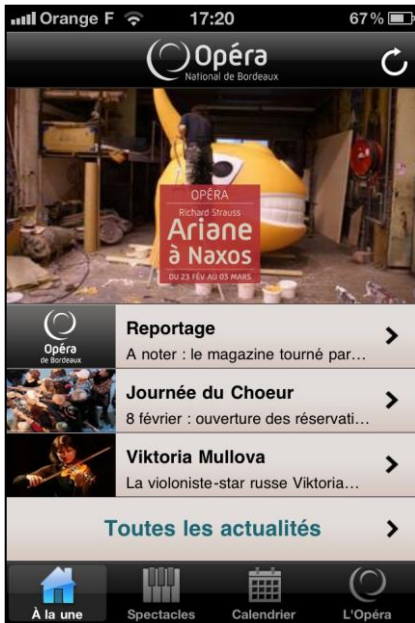 Orange F 17:20 67%
Opéra
National de Bordeaux
OPÉRA
Richard Strauss
Ariane
à Naxos
DU 23 FÉV AU 03 MARS
Opéra
de Bordeaux
Reportage
A noter : le magazine tourné par...
Journée du Choeur
8 février : ouverture des réservati...
Viktoria Mullova
La violoniste-star russe Viktoria...
Toutes les actualités
À la une Spectacles Calendrier L'Opéra